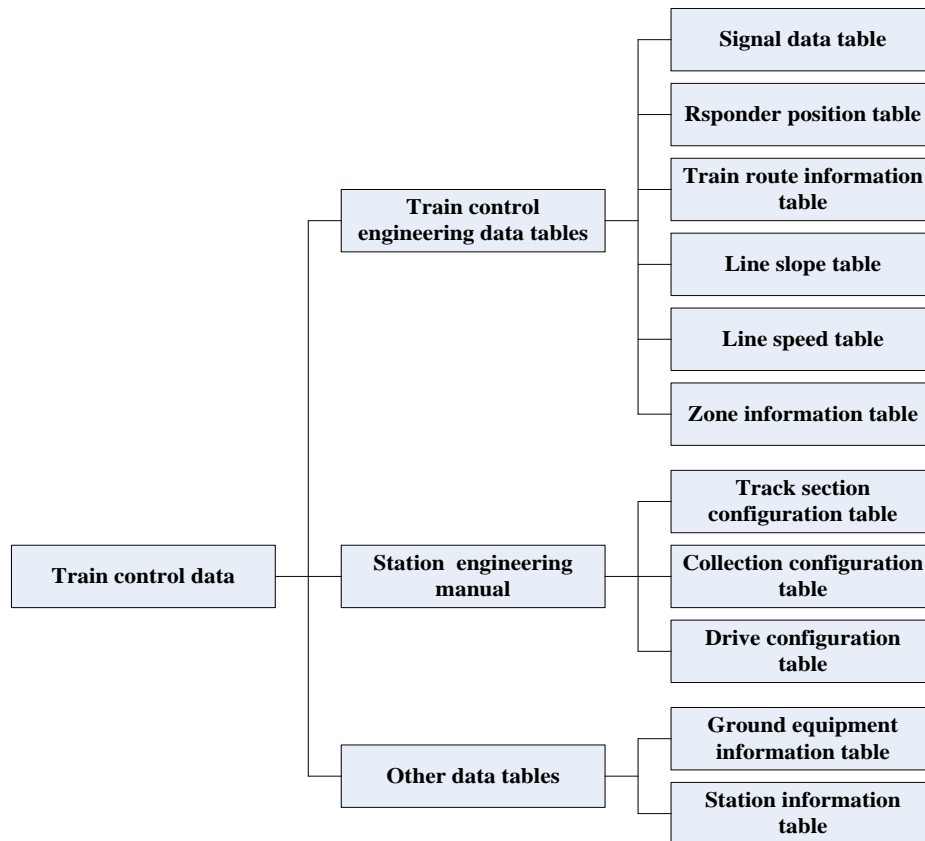 Signal data table
Rsponder position table
Train route information
table
Train control
engineering data tables
Line slope table
Line speed table
Zone information table
Track section
configuration table
Train control data
Station engineering
manual
Collection configuration
table
Drive configuration
table
Ground equipment
information table
Other data tables
Station information
table